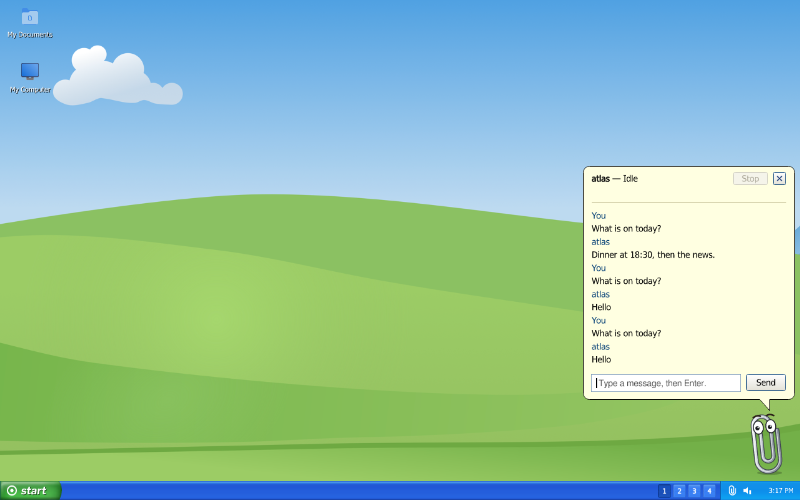 My Documents
My Computer
atlas — Idle
Stop
You
What is on today?
atlas
Dinner at 18:30, then the news.
You
What is on today?
atlas
Hello
You
What is on today?
atlas
Hello
Type a message, then Enter.
Send
start
1
2
3
4
3:17 PM